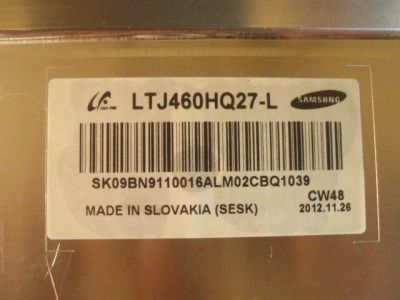 LTJ460HQ27-L SAMSUNG
SK09BN9110016ALM02CBQ1039
CW48
MADE IN SLOVAKIA (SESK) 2012.11.26